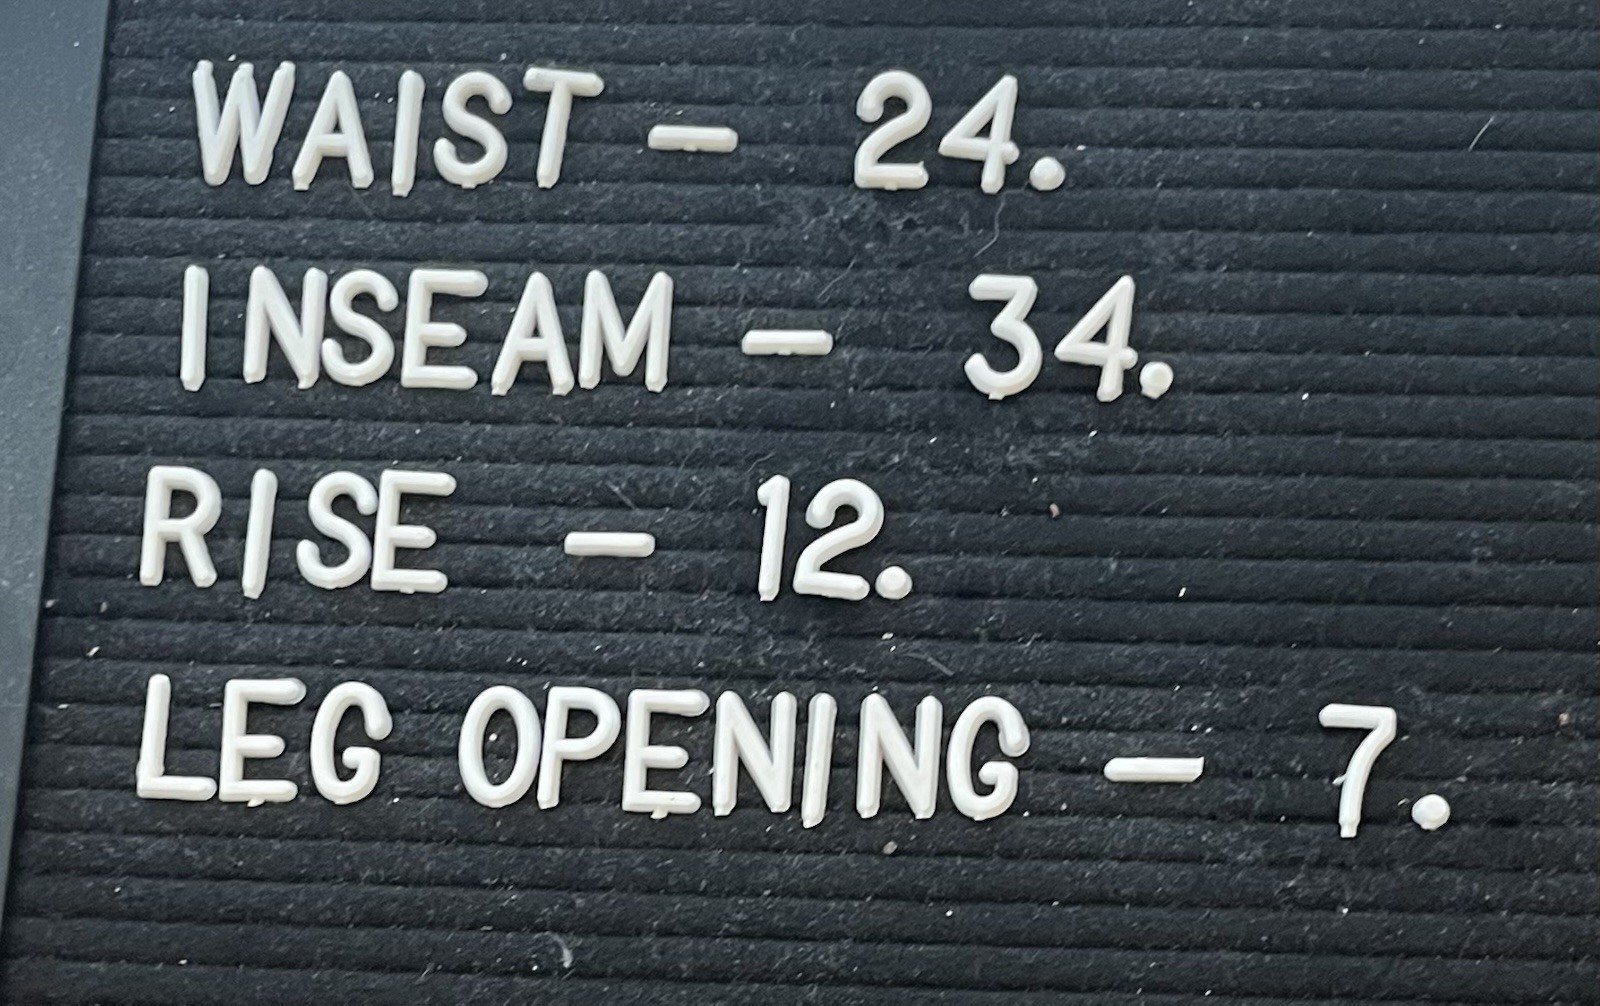 WAIST - 24.
INSEAM - 34.
RISE - 12.
LEG OPENING - 7.